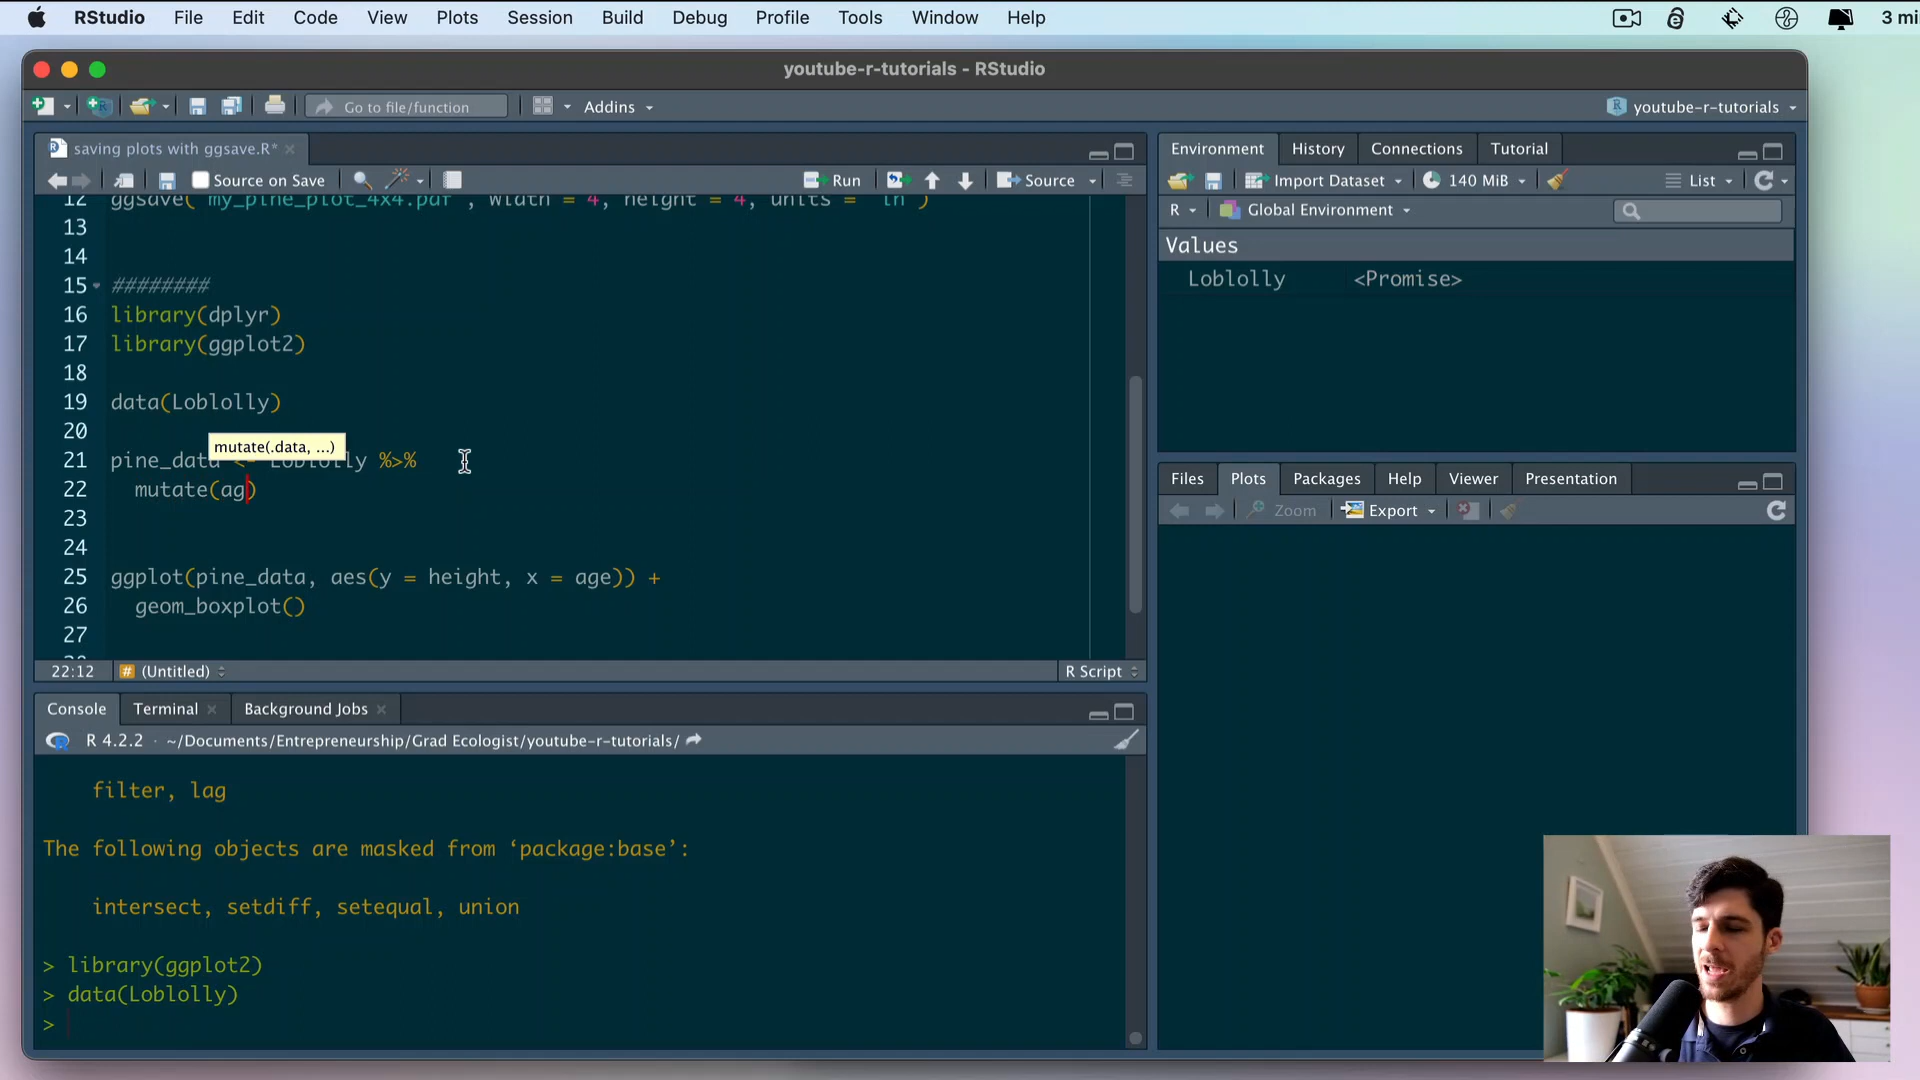 RStudio File Edit Code View Plots Session Build Debug Profile Tools Window Help 3 mi
youtube-r-tutorials - RStudio
Go to file/function Addins youtube-r-tutorials
saving plots with ggsave.R*
Source on Save Run Source
12 ggsave("my_pine_plot_4x4.pdf", width = 4, height = 4, units = "in")
13
14
15 ########
16 library(dplyr)
17 library(ggplot2)
18
19 data(Loblolly)
20
mutate(.data, ...)
21 pine_data <- Loblolly %>%
22 mutate(ag)
23
24
25 ggplot(pine_data, aes(y = height, x = age)) +
26 geom_boxplot()
27
22:12 # (Untitled) R Script
Console Terminal Background Jobs
R 4.2.2 · ~/Documents/Entrepreneurship/Grad Ecologist/youtube-r-tutorials/
filter, lag
The following objects are masked from ‘package:base’:
intersect, setdiff, setequal, union
> library(ggplot2)
> data(Loblolly)
>
Environment History Connections Tutorial
Import Dataset 140 MiB List
R Global Environment
Values
Loblolly <Promise>
Files Plots Packages Help Viewer Presentation
Zoom Export